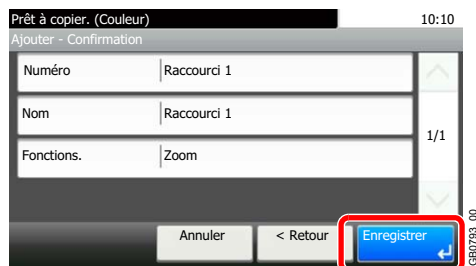 Prêt à copier. (Couleur) 10:10
Ajouter - Confirmation
Numéro Raccourci 1
Nom Raccourci 1
1/1
Fonctions. Zoom
Annuler < Retour Enregistrer
GB0793_00